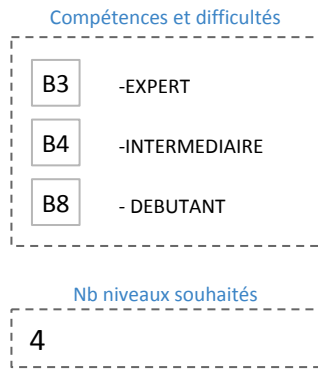 Compétences et difficultés
B3 -EXPERT
B4 -INTERMEDIAIRE
B8 - DEBUTANT
Nb niveaux souhaités
4